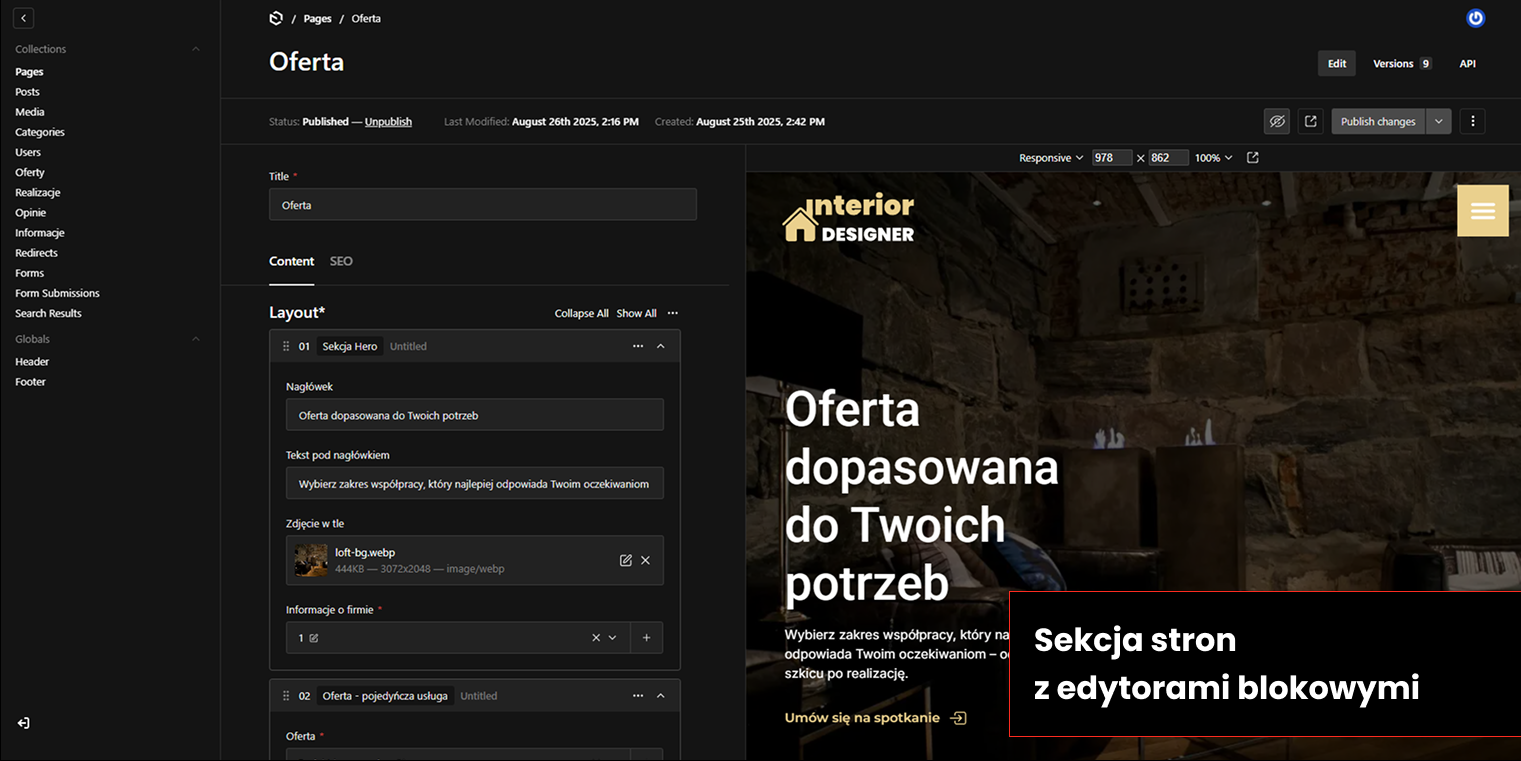 / Pages / Oferta
Oferta
Edit
Versions 9
API
Collections
Pages
Posts
Media
Categories
Users
Oferty
Realizacje
Opinie
Informacje
Redirects
Forms
Form Submissions
Search Results
Globals
Header
Footer
Status: Published — Unpublish
Last Modified: August 26th 2025, 2:16 PM
Created: August 25th 2025, 2:42 PM
Publish changes
Title *
Oferta
Content
SEO
Layout*
Collapse All
Show All
01 Sekcja Hero Untitled
Nagłówek
Oferta dopasowana do Twoich potrzeb
Tekst pod nagłówkiem
Wybierz zakres współpracy, który najlepiej odpowiada Twoim oczekiwaniom
Zdjęcie w tle
loft-bg.webp
444KB — 3072x2048 — image/webp
Informacje o firmie *
1
02 Oferta - pojedyńcza usługa Untitled
Oferta *
Responsive 978 × 862 100%
interior
DESIGNER
Oferta
dopasowana
do Twoich
potrzeb
Wybierz zakres współpracy, który na
odpowiada Twoim oczekiwaniom – o
szkicu po realizację.
Umów się na spotkanie
Sekcja stron
z edytorami blokowymi